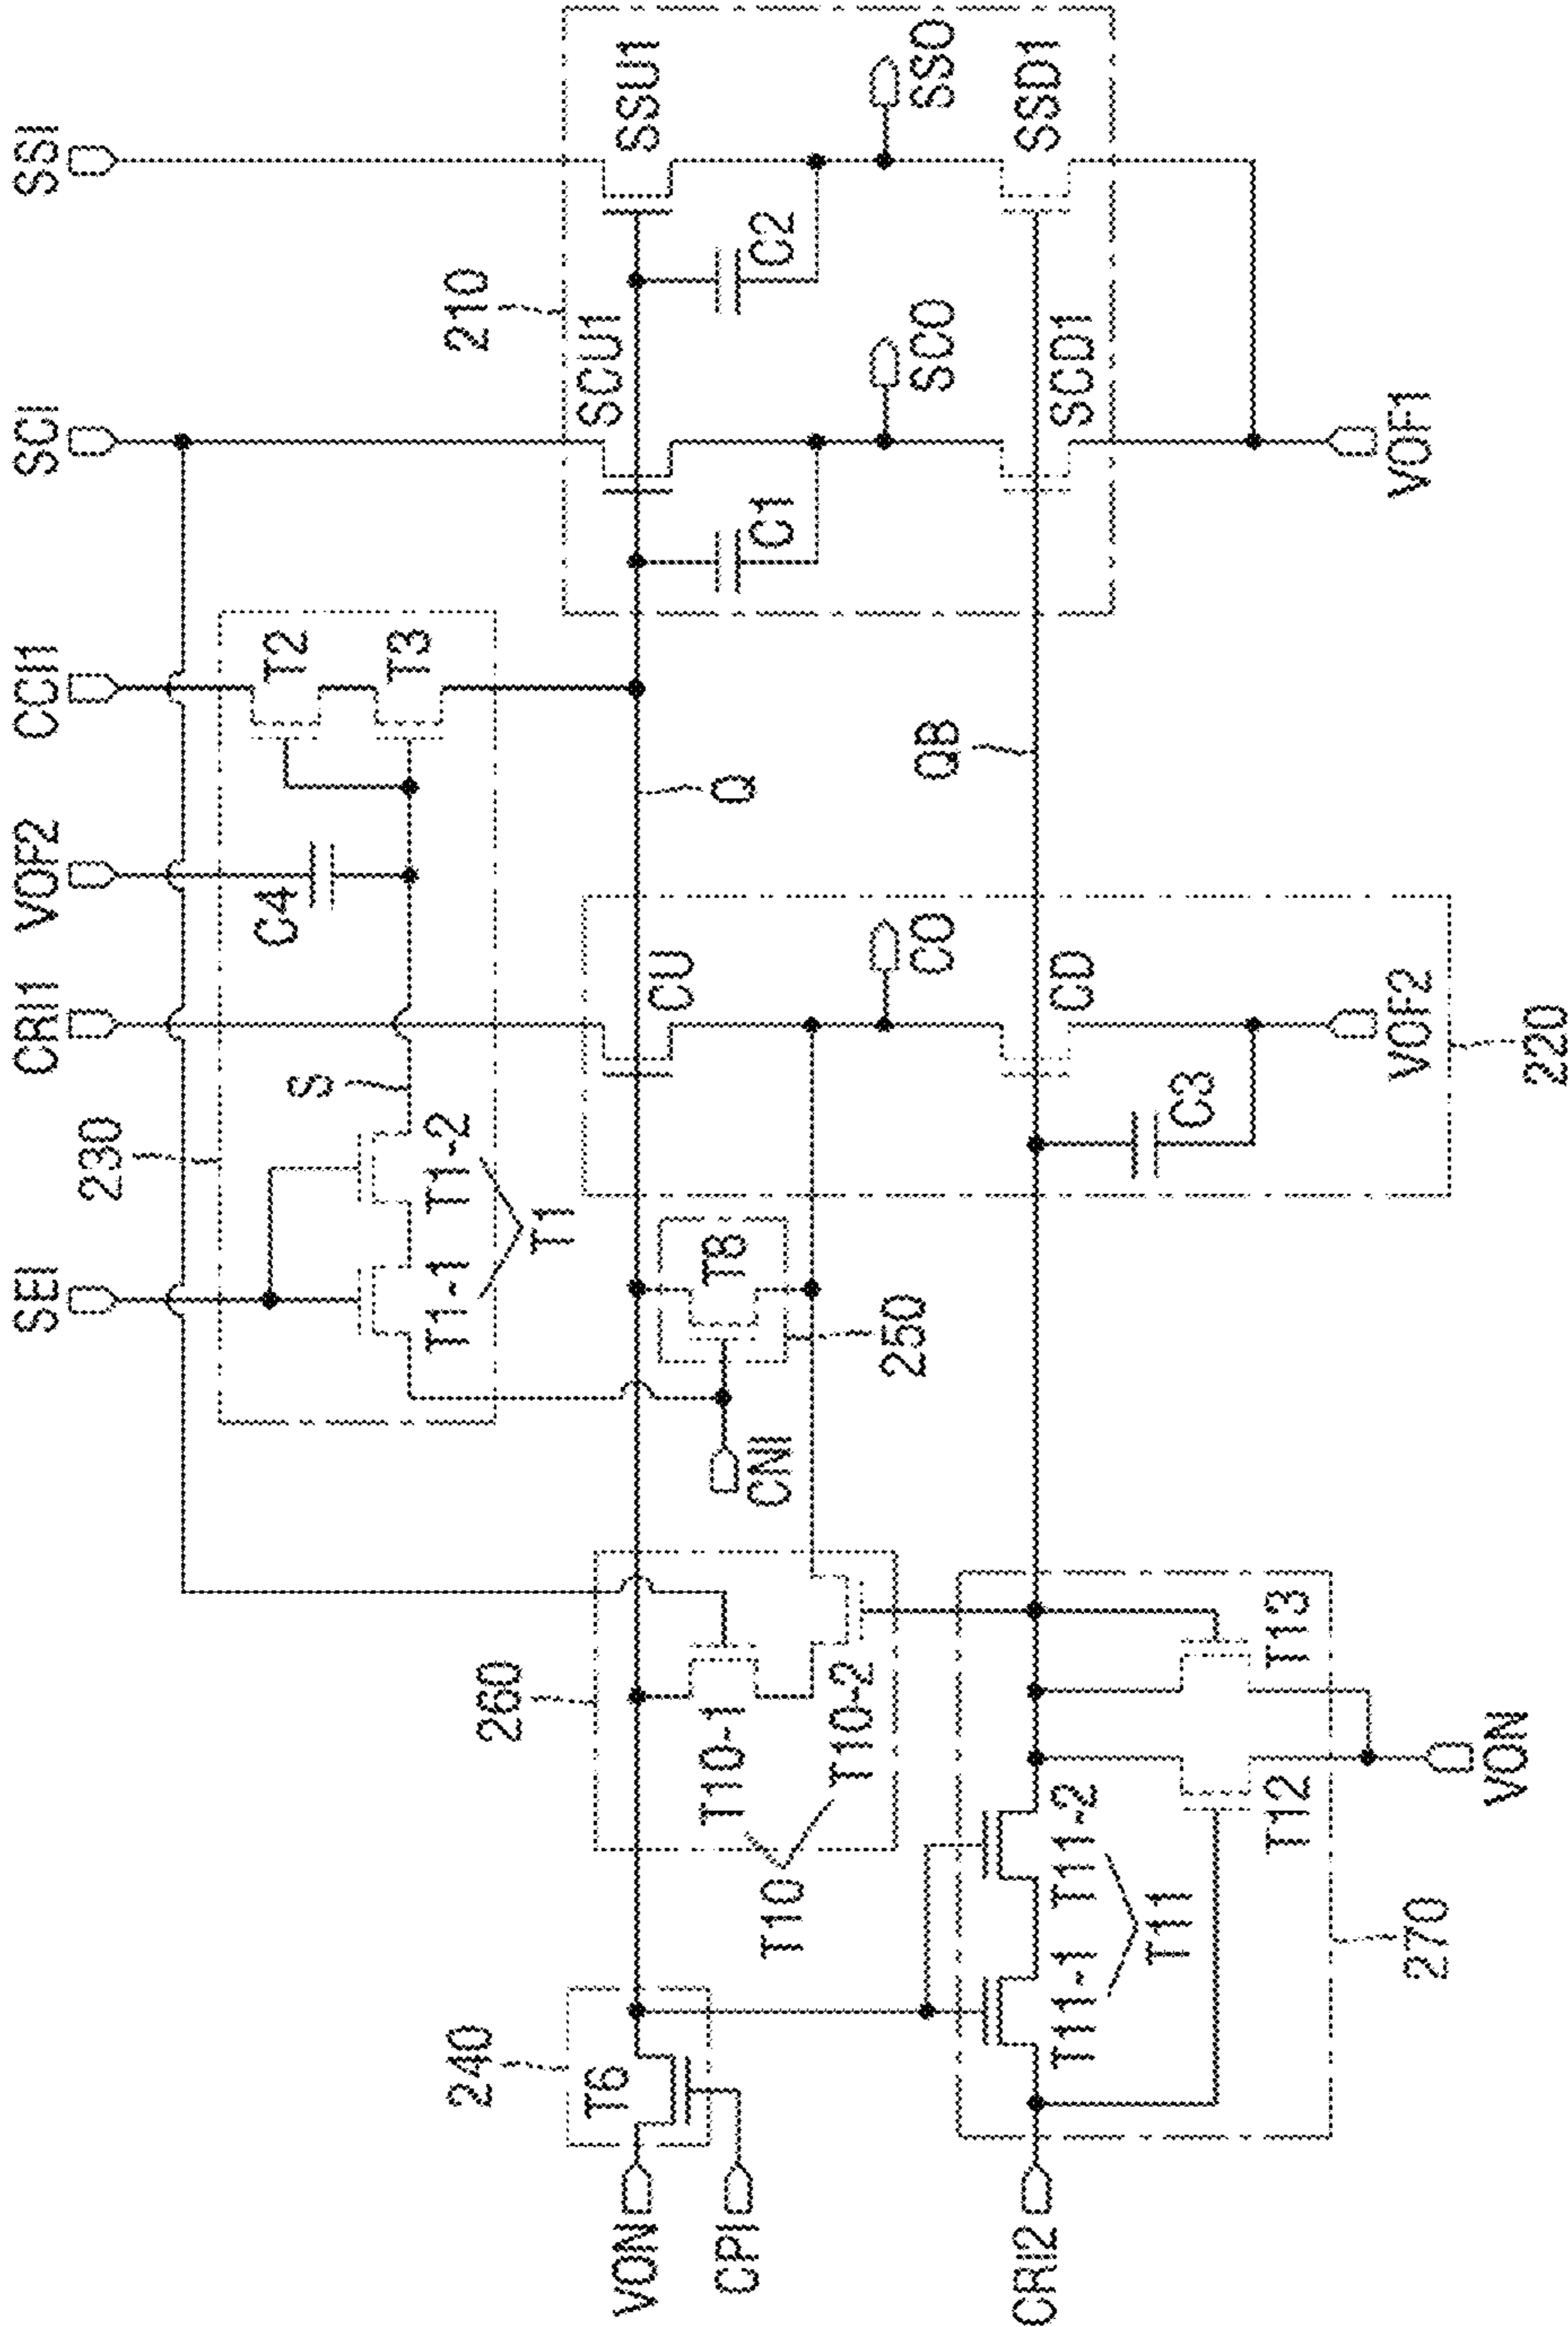 SEI
CRI1
VOF2
CCI1
SCI
SSI
230
S
C4
T2
T3
T1-1
T1-2
T1
210
SCU1
SSU1
240
T6
260
Q
CU
C1
C2
VON
CPI
T10-1
T10-2
T10
CNI
T8
250
CO
SCO
SSO
QB
CRI2
T11-1
T11-2
T11
CD
SCD1
SSD1
C3
T12
T13
270
VON
VOF2
VOF1
220